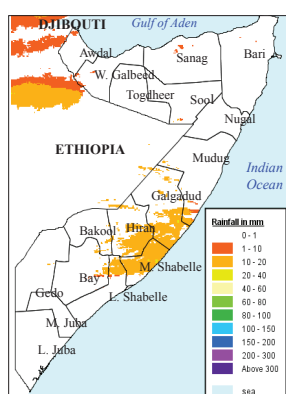 DJIBOUTI
Gulf of Aden
Awdal
Sanag
Bari
W. Galbeed
Togdheer
Sool
Nugal
ETHIOPIA
Mudug
Indian
Ocean
Galgadud
Bakool
Hiran
M. Shabelle
Bay
Gedo
L. Shabelle
M. Juba
L. Juba
Rainfall in mm
0 - 1
1 - 10
10 - 20
20 - 40
40 - 60
60 - 80
80 - 100
100 - 150
150 - 200
200 - 300
Above 300
sea